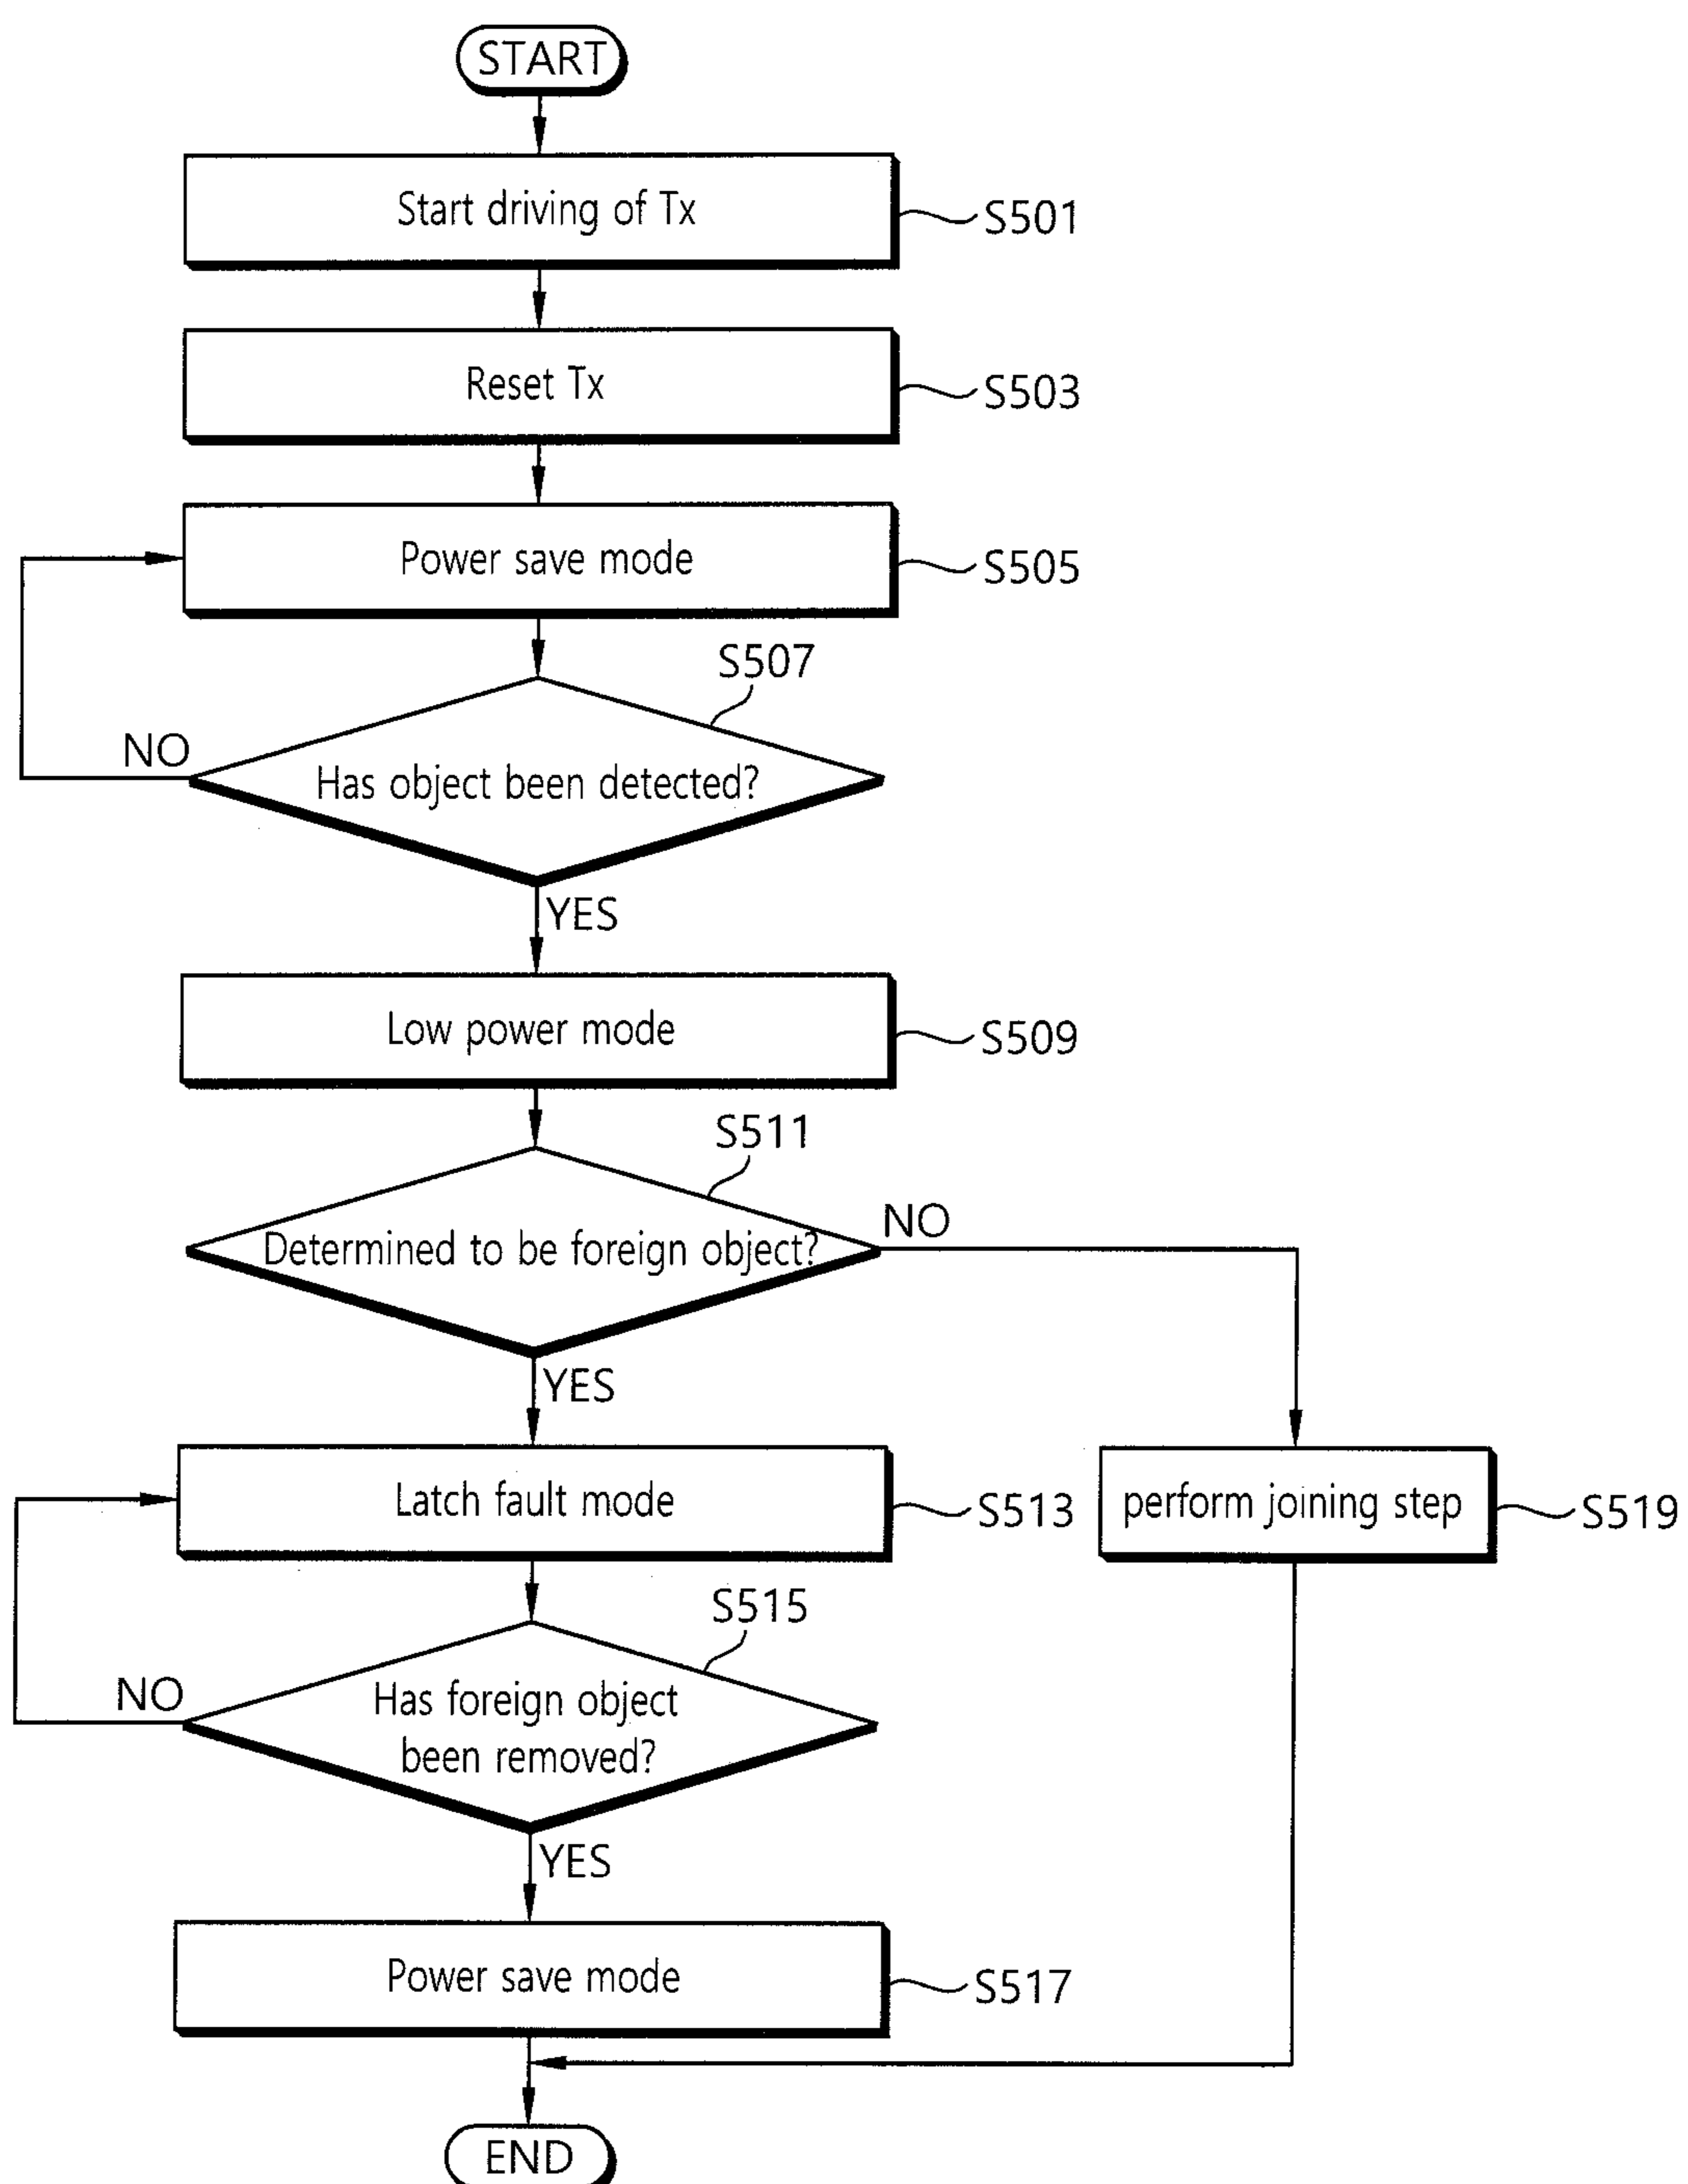 START
Start driving of Tx
S501
Reset Tx
S503
Power save mode
S505
S507
NO
Has object been detected?
YES
Low power mode
S509
S511
NO
Determined to be foreign object?
YES
Latch fault mode
S513
perform joining step
S519
S515
NO
Has foreign object
been removed?
YES
Power save mode
S517
END